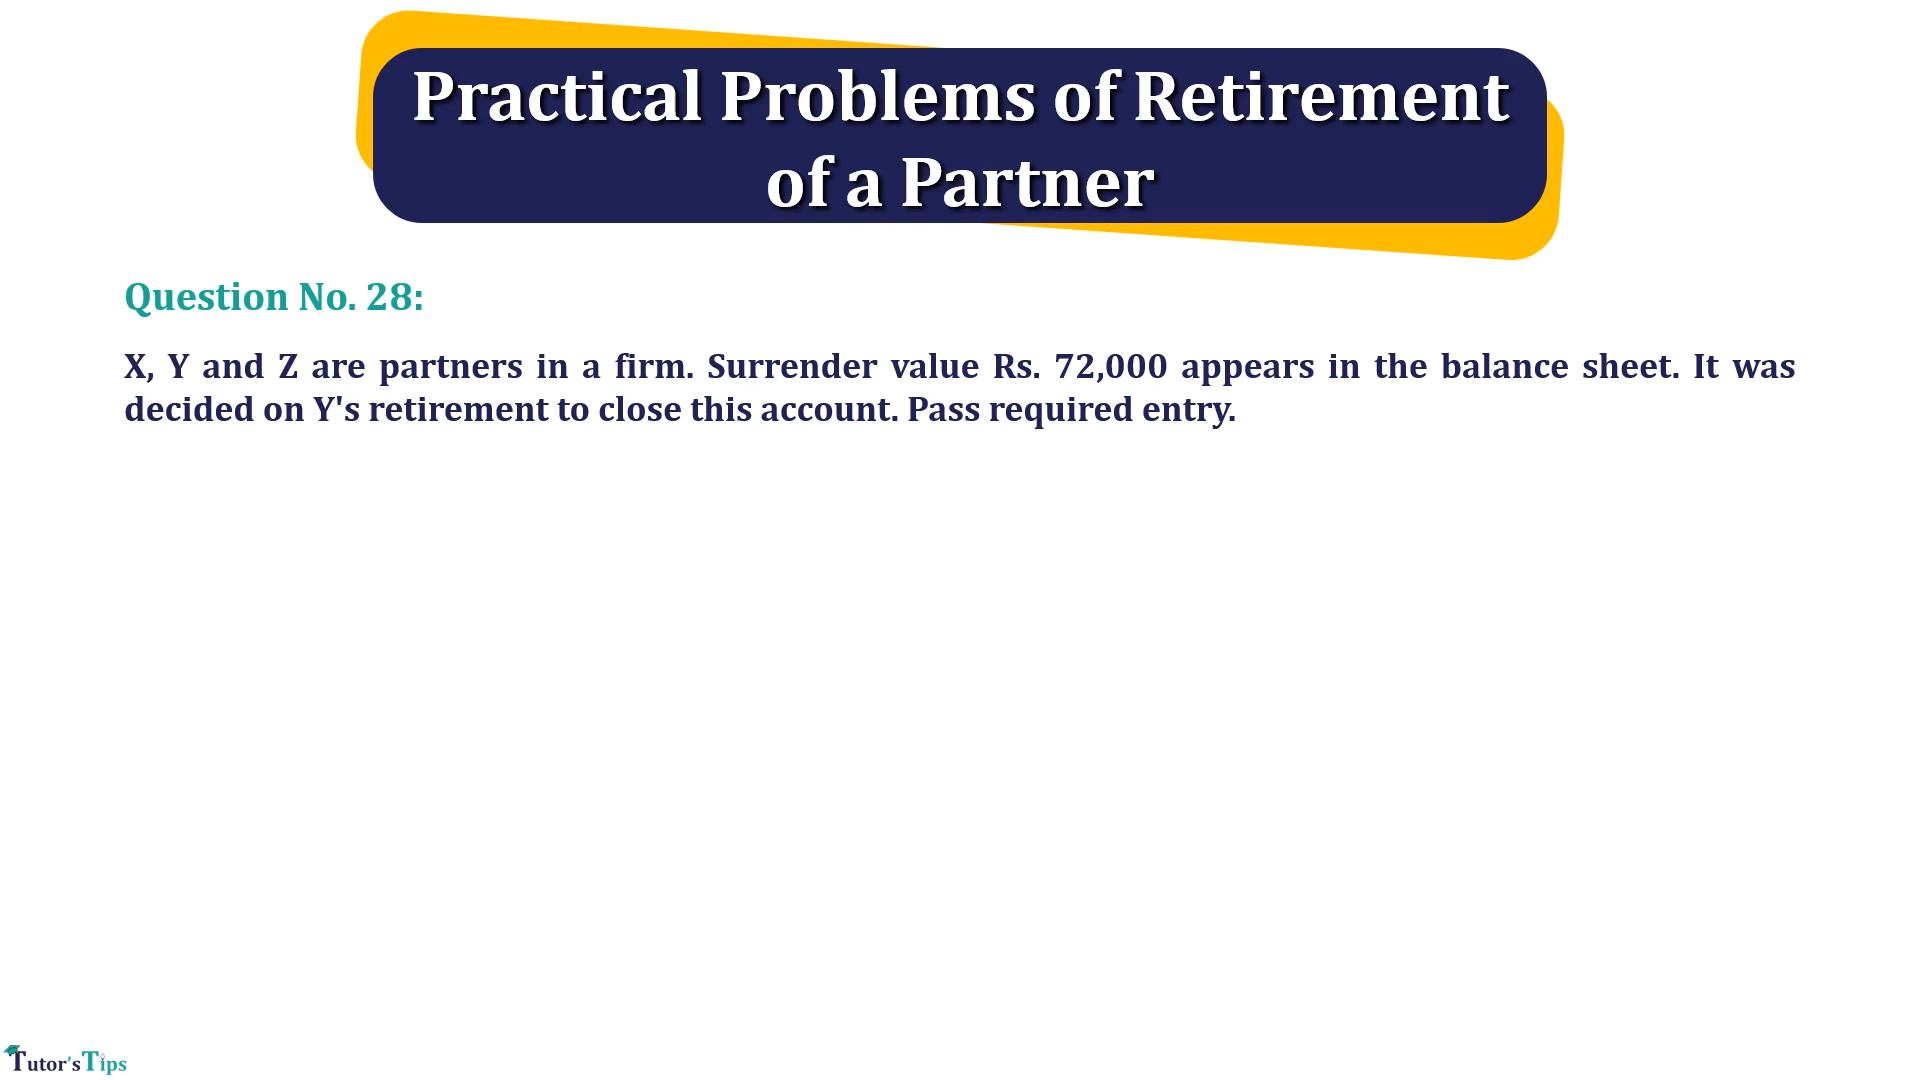 Practical Problems of Retirement
of a Partner
Question No. 28:
X, Y and Z are partners in a firm. Surrender value Rs. 72,000 appears in the balance sheet. It was
decided on Y's retirement to close this account. Pass required entry.
Tutor'sTips